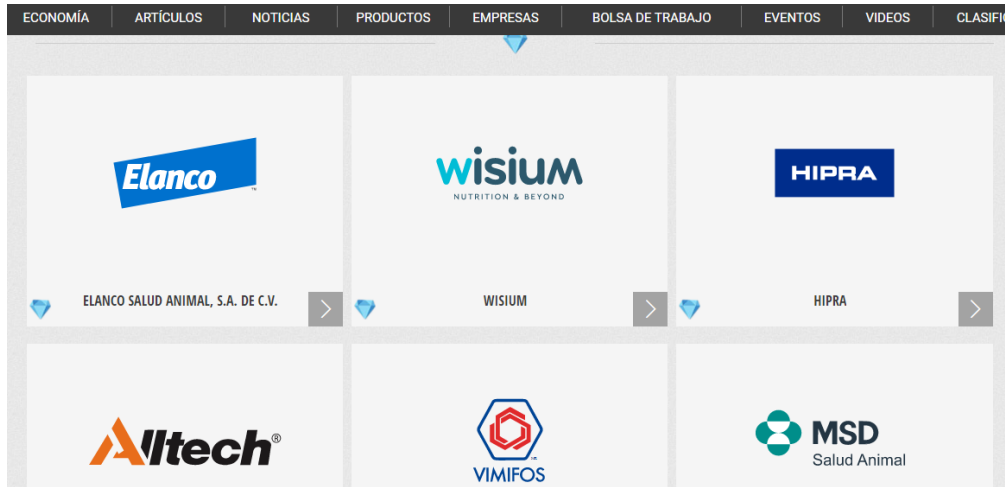 ECONOMÍA ARTÍCULOS NOTICIAS PRODUCTOS EMPRESAS BOLSA DE TRABAJO EVENTOS VIDEOS
Elanco™
wisium
NUTRITION & BEYOND
HIPRA
ELANCO SALUD ANIMAL, S.A. DE C.V.
WISIUM
HIPRA
Alltech®
VIMIFOS
MSD
Salud Animal